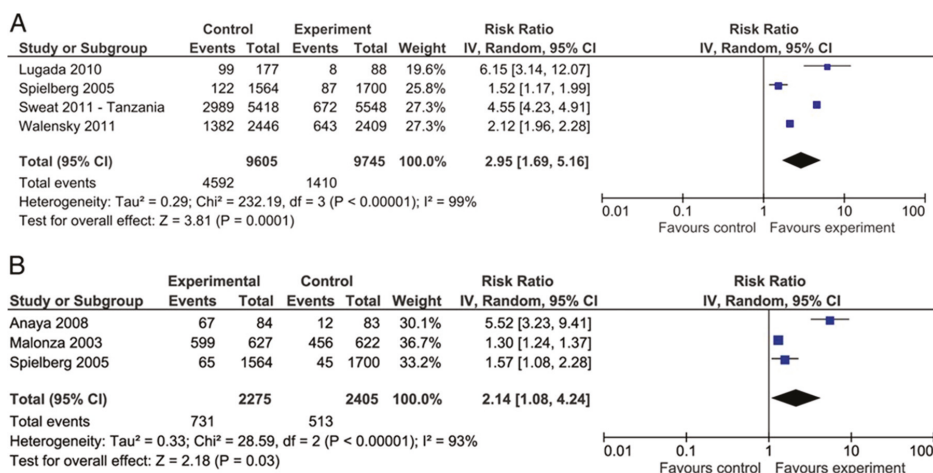 A
Control Experiment Risk Ratio Risk Ratio
Study or Subgroup Events Total Events Total Weight IV, Random, 95% CI IV, Random, 95% CI
Lugada 2010 99 177 8 88 19.6% 6.15 [3.14, 12.07]
Spielberg 2005 122 1564 87 1700 25.8% 1.52 [1.17, 1.99]
Sweat 2011 - Tanzania 2989 5418 672 5548 27.3% 4.55 [4.23, 4.91]
Walensky 2011 1382 2446 643 2409 27.3% 2.12 [1.96, 2.28]
Total (95% CI) 9605 9745 100.0% 2.95 [1.69, 5.16]
Total events 4592 1410
Heterogeneity: Tau² = 0.29; Chi² = 232.19, df = 3 (P < 0.00001); I² = 99%
Test for overall effect: Z = 3.81 (P = 0.0001)
0.01 0.1 1 10 100
Favours control Favours experiment
B
Experimental Control Risk Ratio Risk Ratio
Study or Subgroup Events Total Events Total Weight IV, Random, 95% CI IV, Random, 95% CI
Anaya 2008 67 84 12 83 30.1% 5.52 [3.23, 9.41]
Malonza 2003 599 627 456 622 36.7% 1.30 [1.24, 1.37]
Spielberg 2005 65 1564 45 1700 33.2% 1.57 [1.08, 2.28]
Total (95% CI) 2275 2405 100.0% 2.14 [1.08, 4.24]
Total events 731 513
Heterogeneity: Tau² = 0.33; Chi² = 28.59, df = 2 (P < 0.00001); I² = 93%
Test for overall effect: Z = 2.18 (P = 0.03)
0.01 0.1 1 10 100
Favours control Favours experiment